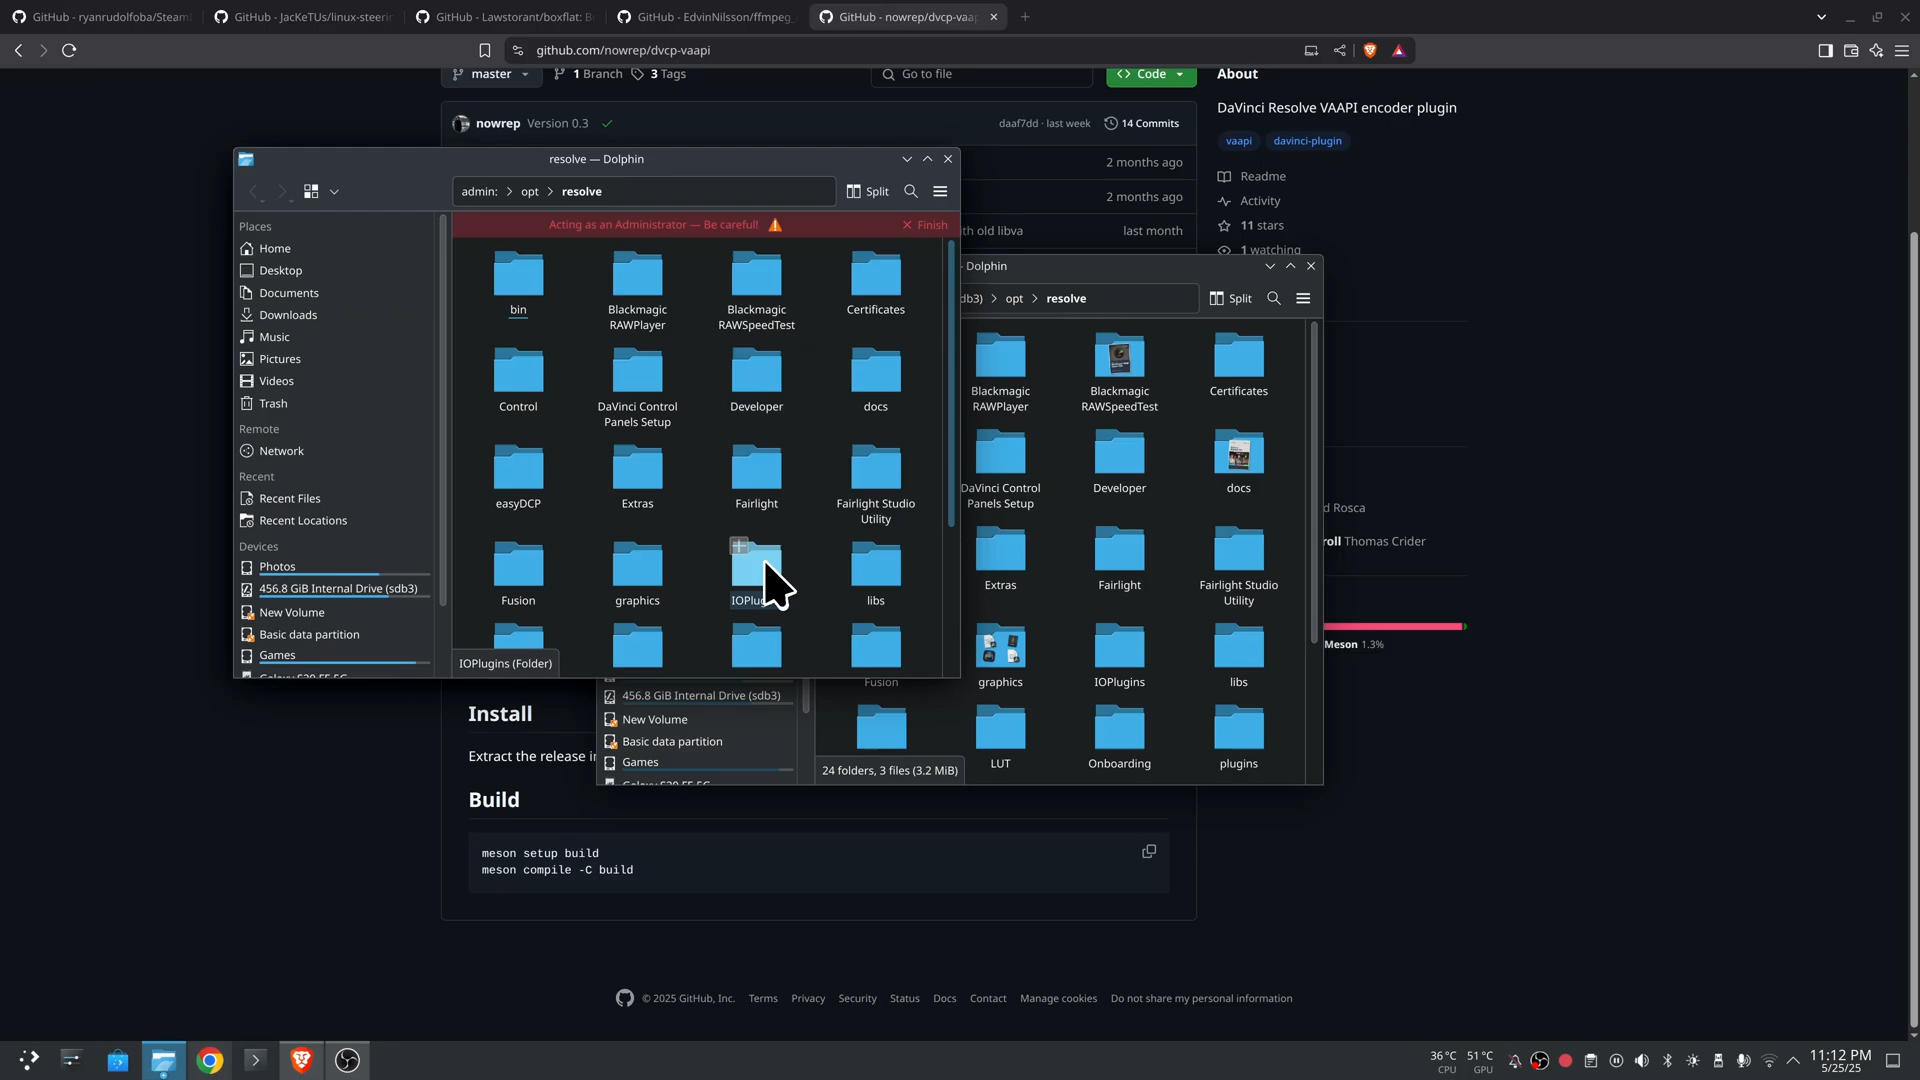 GitHub - ryanrudolfoba/Steam
GitHub - JacKeTUs/linux-steerin
GitHub - Lawstorant/boxflat: B
GitHub - EdvinNilsson/ffmpeg_
GitHub - nowrep/dvcp-vaap
github.com/nowrep/dvcp-vaapi
master
1 Branch
3 Tags
Go to file
Code
About
nowrep Version 0.3
daaf7dd · last week
14 Commits
DaVinci Resolve VAAPI encoder plugin
vaapi
davinci-plugin
2 months ago
2 months ago
ith old libva
last month
Readme
Activity
11 stars
1 watching
resolve — Dolphin
admin: > opt > resolve
Split
Acting as an Administrator — Be careful!
Finish
Places
Home
Desktop
Documents
Downloads
Music
Pictures
Videos
Trash
Remote
Network
Recent
Recent Files
Recent Locations
Devices
Photos
456.8 GiB Internal Drive (sdb3)
New Volume
Basic data partition
Games
bin
Blackmagic RAWPlayer
Blackmagic RAWSpeedTest
Certificates
Control
DaVinci Control Panels Setup
Developer
docs
easyDCP
Extras
Fairlight
Fairlight Studio Utility
Fusion
graphics
IOPlug
libs
IOPlugins (Folder)
- Dolphin
db3) > opt > resolve
Split
Blackmagic RAWPlayer
Blackmagic RAWSpeedTest
Certificates
DaVinci Control Panels Setup
Developer
docs
Extras
Fairlight
Fairlight Studio Utility
Fusion
graphics
IOPlugins
libs
LUT
Onboarding
plugins
456.8 GiB Internal Drive (sdb3)
New Volume
Basic data partition
Games
24 folders, 3 files (3.2 MiB)
d Rosca
roll Thomas Crider
Meson 1.3%
Install
Extract the release i
Build
meson setup build
meson compile -C build
© 2025 GitHub, Inc.
Terms
Privacy
Security
Status
Docs
Contact
Manage cookies
Do not share my personal information
36°C
CPU
51°C
GPU
11:12 PM
5/25/25